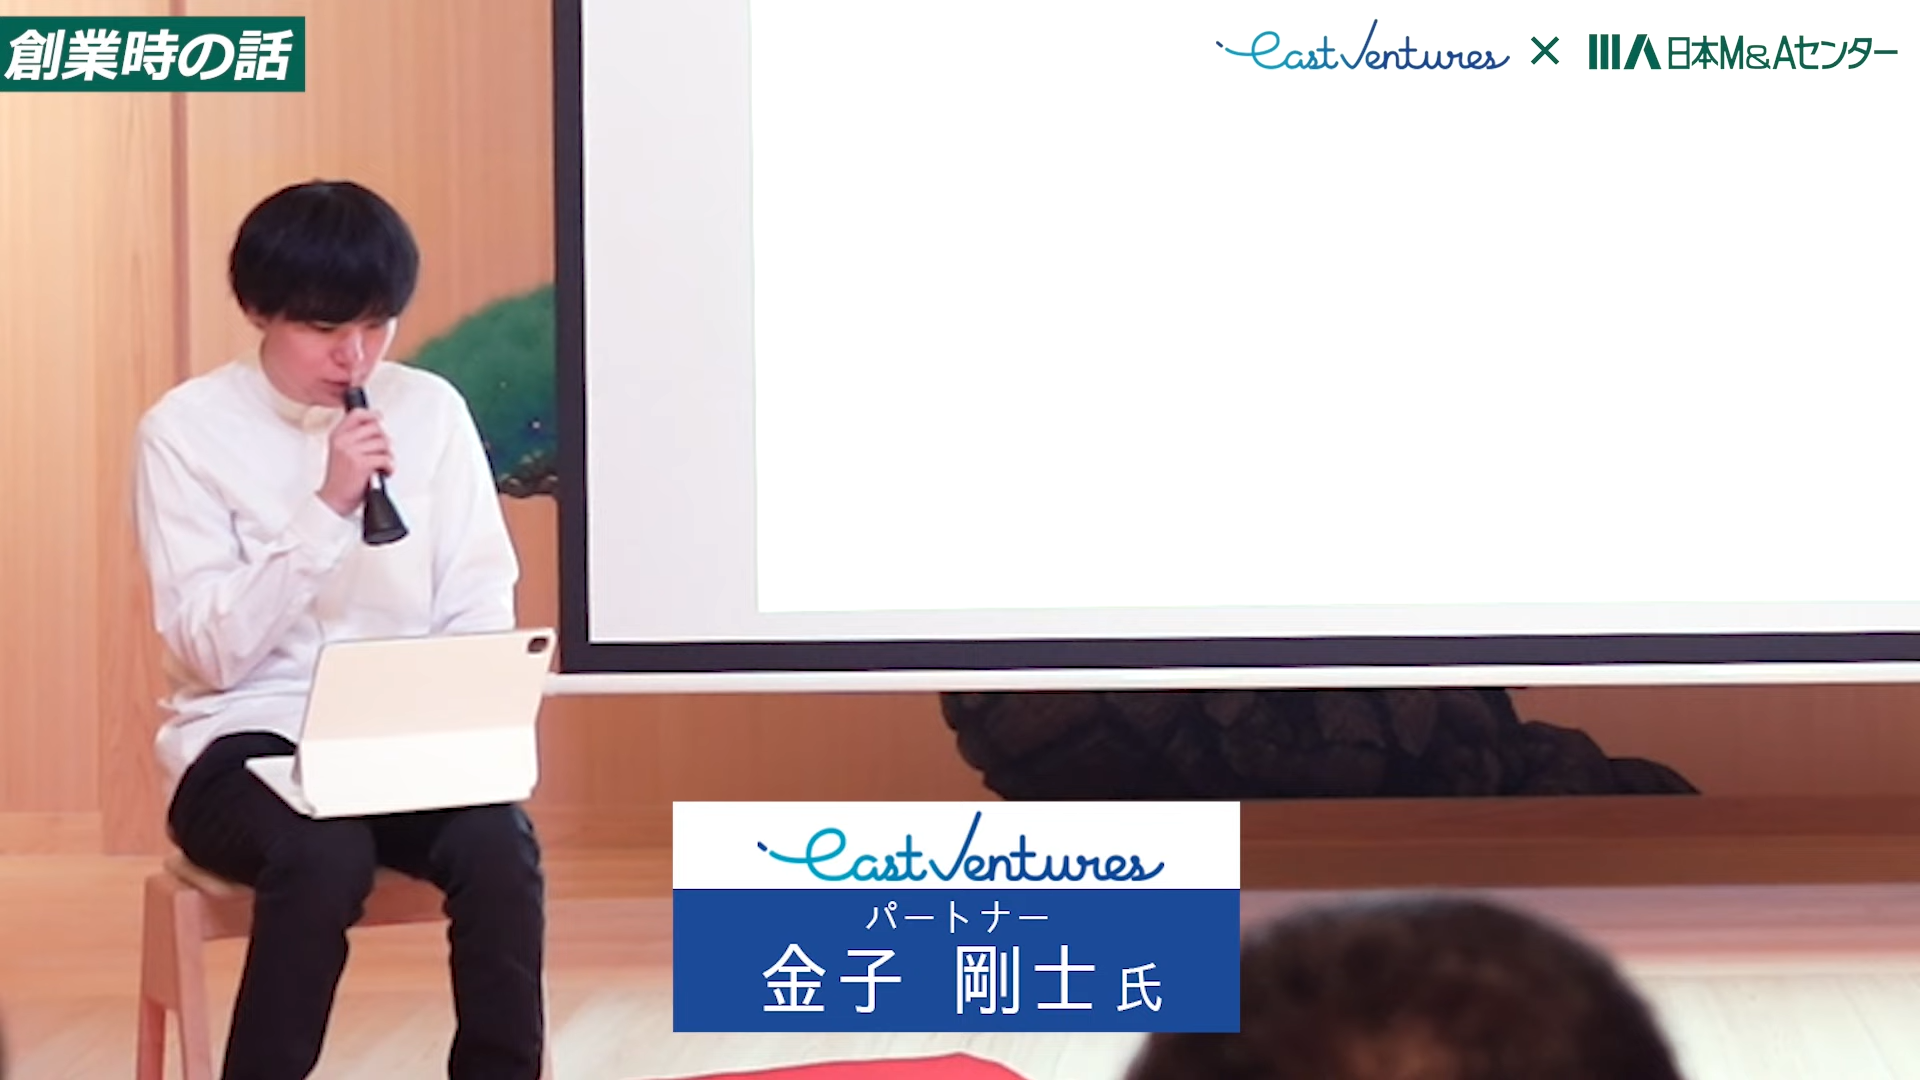 創業時の話
East Ventures × 日本M&Aセンター
East Ventures
パートナー
金子 剛士 氏